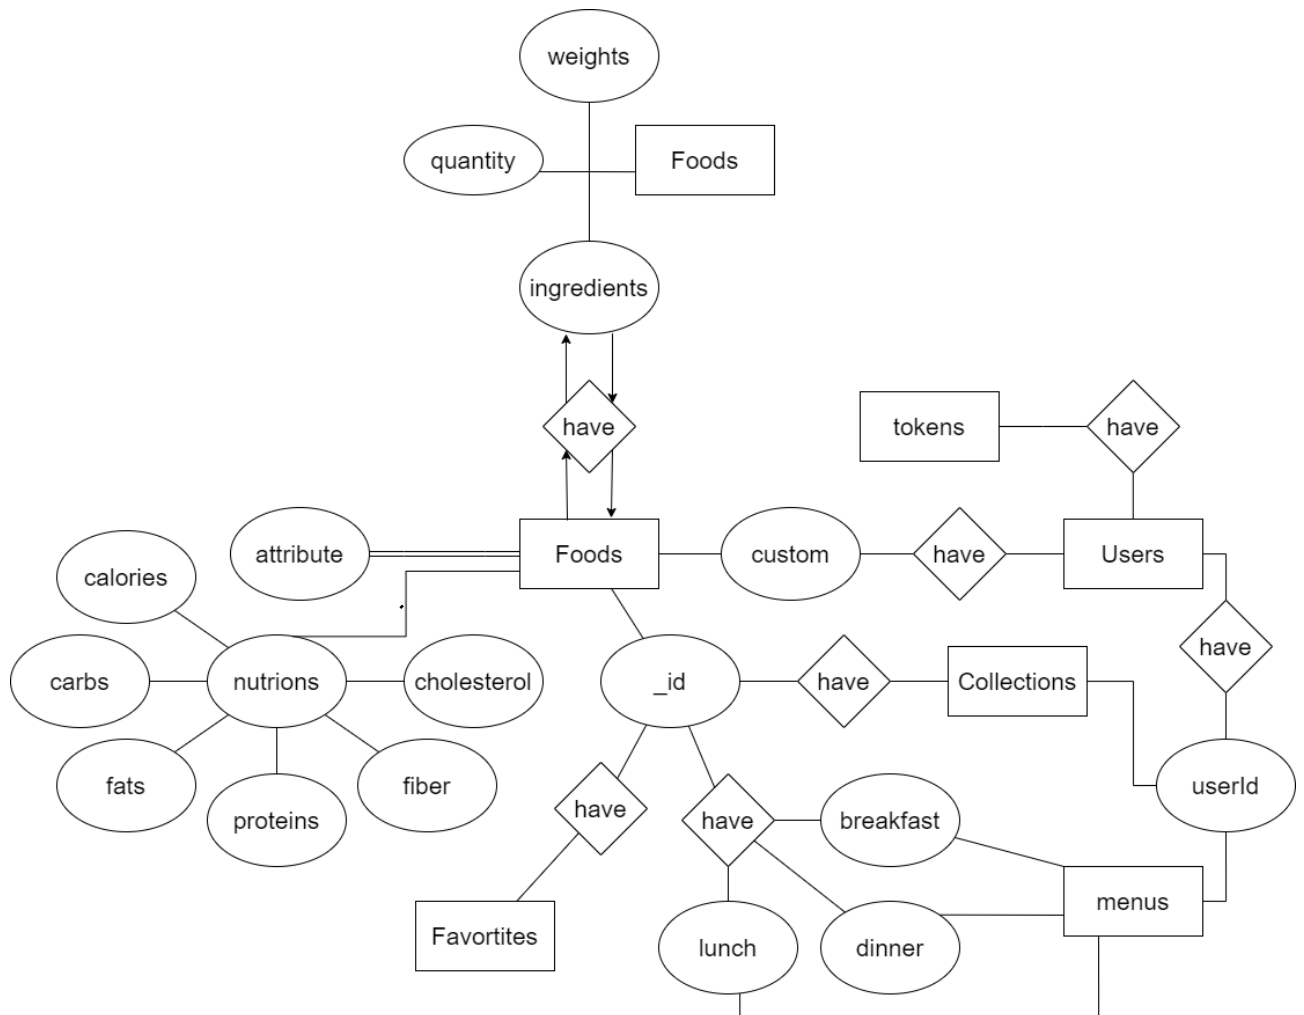 weights
quantity
Foods
ingredients
have
tokens
have
attribute
Foods
custom
have
Users
calories
have
carbs
nutrions
cholesterol
_id
have
Collections
fats
fiber
userId
proteins
have
have
breakfast
menus
Favortites
lunch
dinner